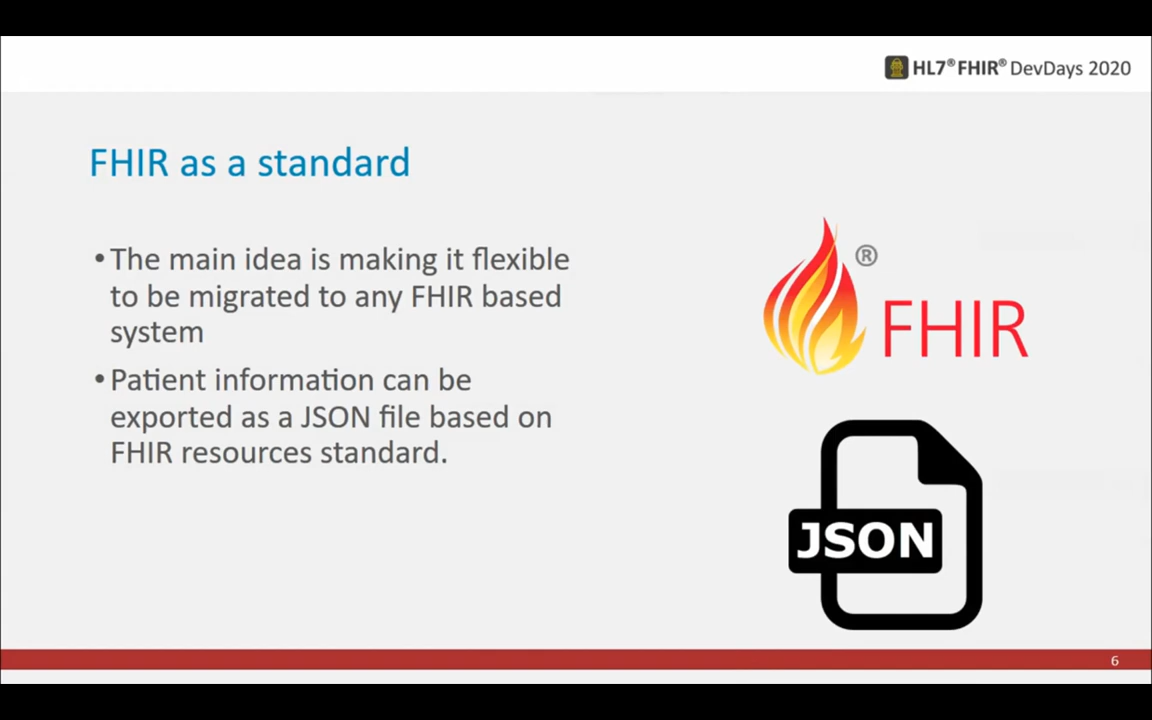 HL7® FHIR® DevDays 2020
FHIR as a standard
•The main idea is making it flexible
to be migrated to any FHIR based
system
•Patient information can be
exported as a JSON file based on
FHIR resources standard.
® FHIR
JSON
6